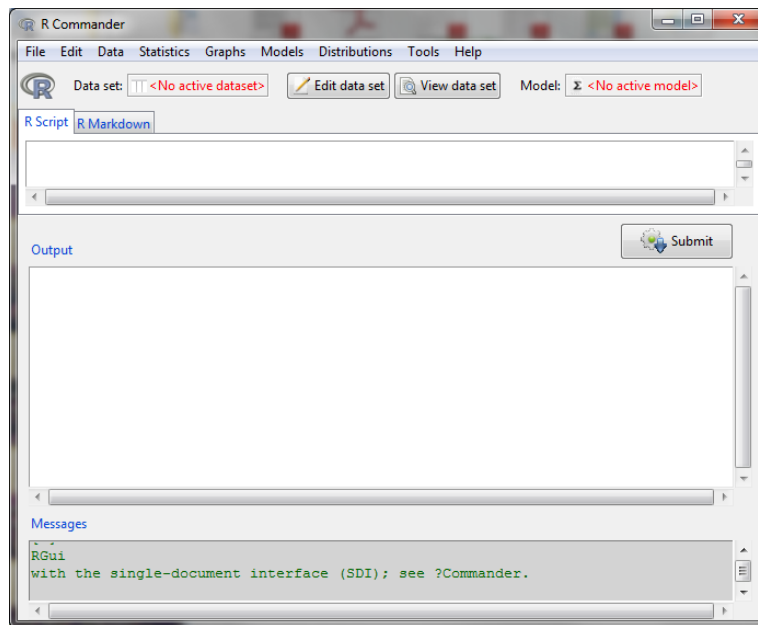 R Commander
File Edit Data Statistics Graphs Models Distributions Tools Help
R Data set: <No active dataset> Edit data set View data set Model: Σ <No active model>
R Script R Markdown
Submit
Output
Messages
RGui
with the single-document interface (SDI); see ?Commander.